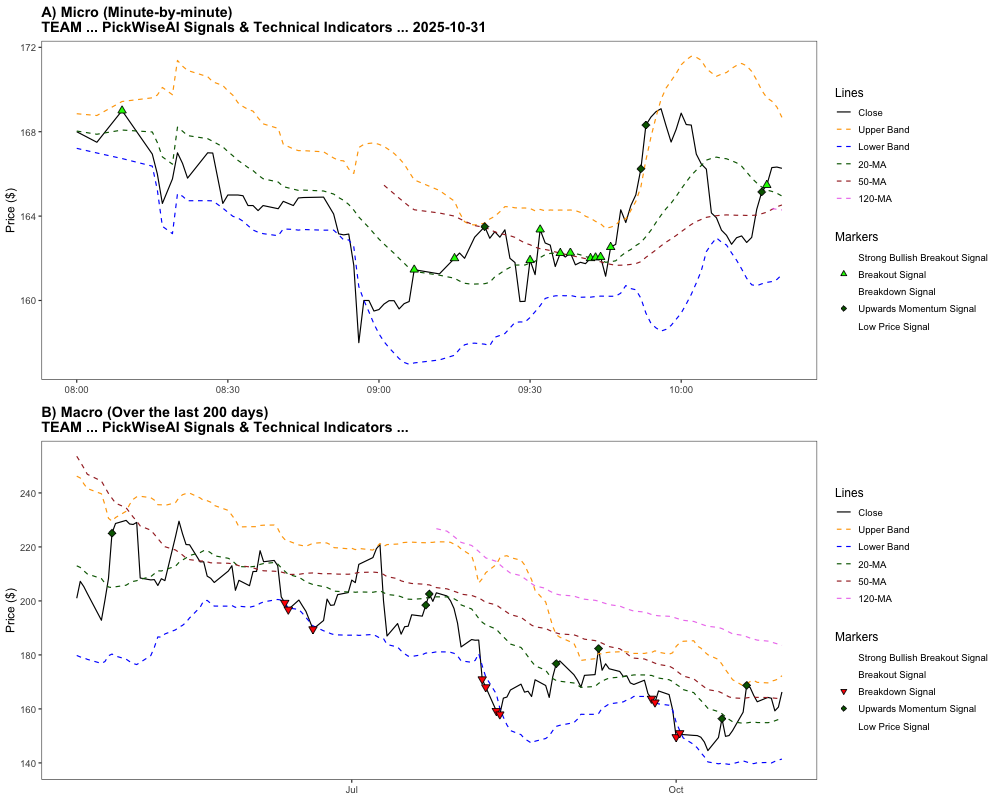 A) Micro (Minute-by-minute)
TEAM ... PickWiseAI Signals & Technical Indicators ... 2025-10-31
172
168
164
160
Price ($)
08:00 08:30 09:00 09:30 10:00
Lines
Close
Upper Band
Lower Band
20-MA
50-MA
120-MA
Markers
Strong Bullish Breakout Signal
Breakout Signal
Breakdown Signal
Upwards Momentum Signal
Low Price Signal
B) Macro (Over the last 200 days)
TEAM ... PickWiseAI Signals & Technical Indicators ...
240
220
200
180
160
140
Price ($)
Jul Oct
Lines
Close
Upper Band
Lower Band
20-MA
50-MA
120-MA
Markers
Strong Bullish Breakout Signal
Breakout Signal
Breakdown Signal
Upwards Momentum Signal
Low Price Signal